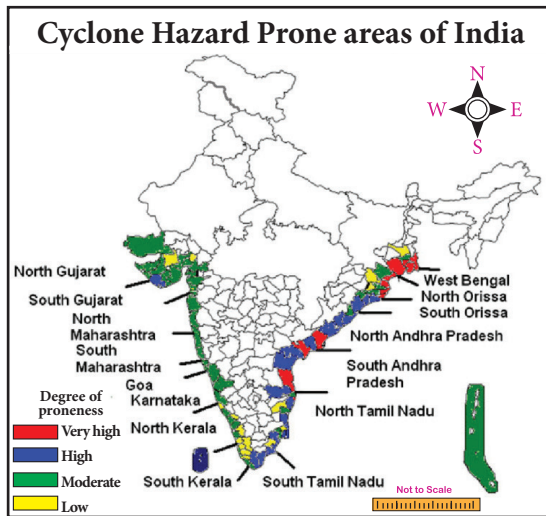 Cyclone Hazard Prone areas of India
N
W E
S
North Gujarat
South Gujarat
North
Maharashtra
South
Maharashtra
Goa
Karnataka
North Kerala
South Kerala
West Bengal
North Orissa
South Orissa
North Andhra Pradesh
South Andhra
Pradesh
North Tamil Nadu
South Tamil Nadu
Degree of
proneness
Very high
High
Moderate
Low
Not to Scale